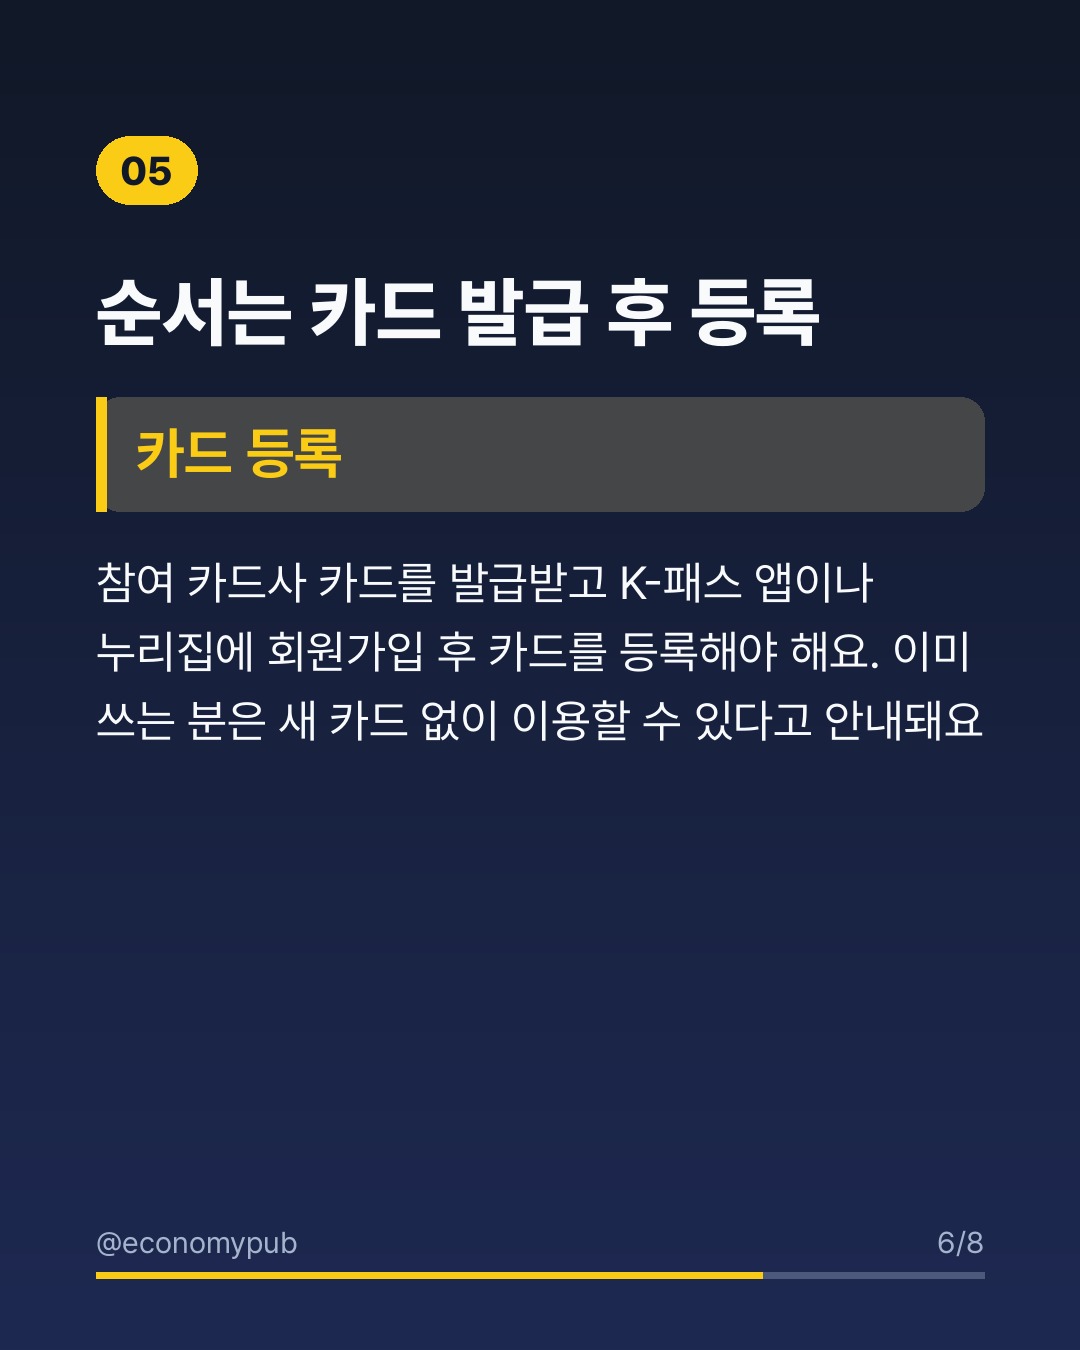 05
순서는 카드 발급 후 등록
카드 등록
참여 카드사 카드를 발급받고 K-패스 앱이나
누리집에 회원가입 후 카드를 등록해야 해요. 이미
쓰는 분은 새 카드 없이 이용할 수 있다고 안내돼요
@economypub
6/8